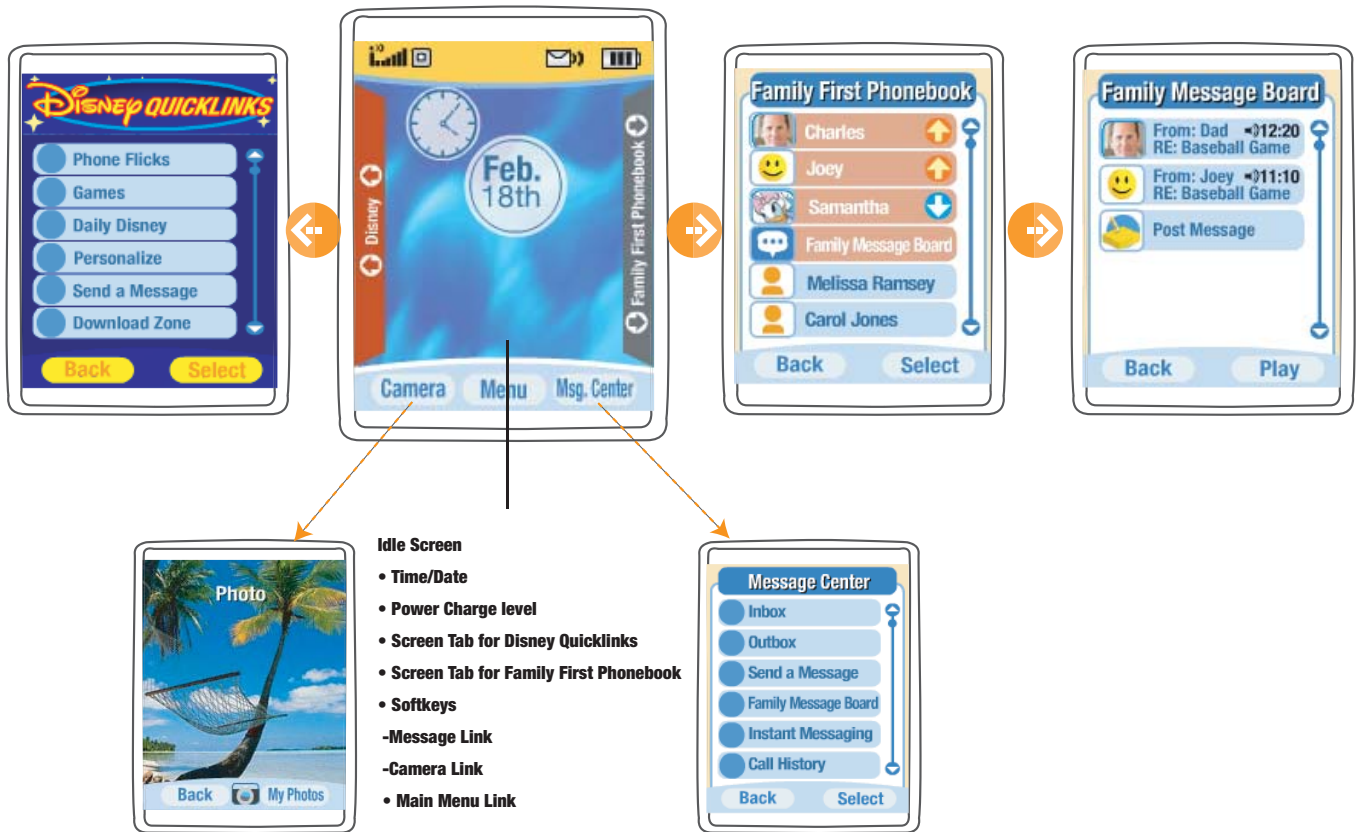 DISNEY QUICKLINKS
Phone Flicks
Games
Daily Disney
Personalize
Send a Message
Download Zone
Back Select
Disney
Feb.
18th
Family First Phonebook
Camera Menu Msg. Center
Family First Phonebook
Charles
Joey
Samantha
Family Message Board
Melissa Ramsey
Carol Jones
Back Select
Family Message Board
From: Dad 12:20
RE: Baseball Game
From: Joey 11:10
RE: Baseball Game
Post Message
Back Play
Photo
Back My Photos
Idle Screen
• Time/Date
• Power Charge level
• Screen Tab for Disney Quicklinks
• Screen Tab for Family First Phonebook
• Softkeys
-Message Link
-Camera Link
• Main Menu Link
Message Center
Inbox
Outbox
Send a Message
Family Message Board
Instant Messaging
Call History
Back Select